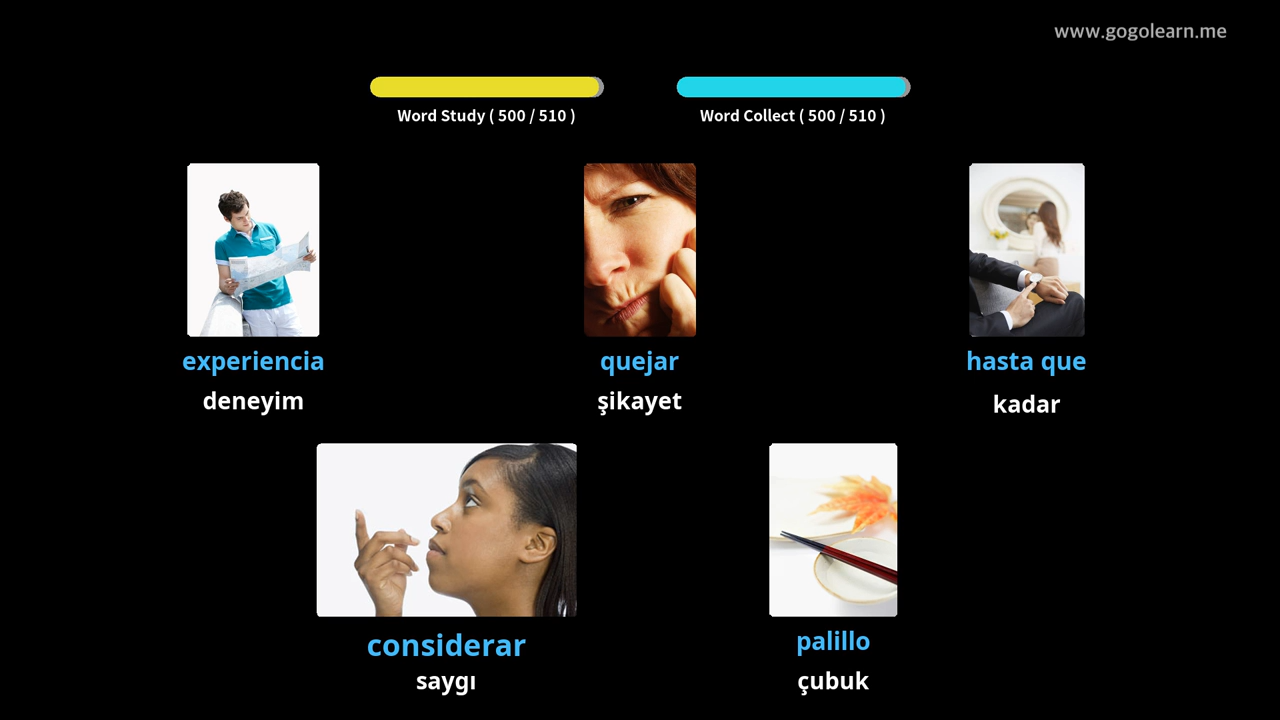 www.gogolearn.me
Word Study ( 500 / 510 )
Word Collect ( 500 / 510 )
experiencia
deneyim
quejar
şikayet
hasta que
kadar
considerar
saygı
palillo
çubuk